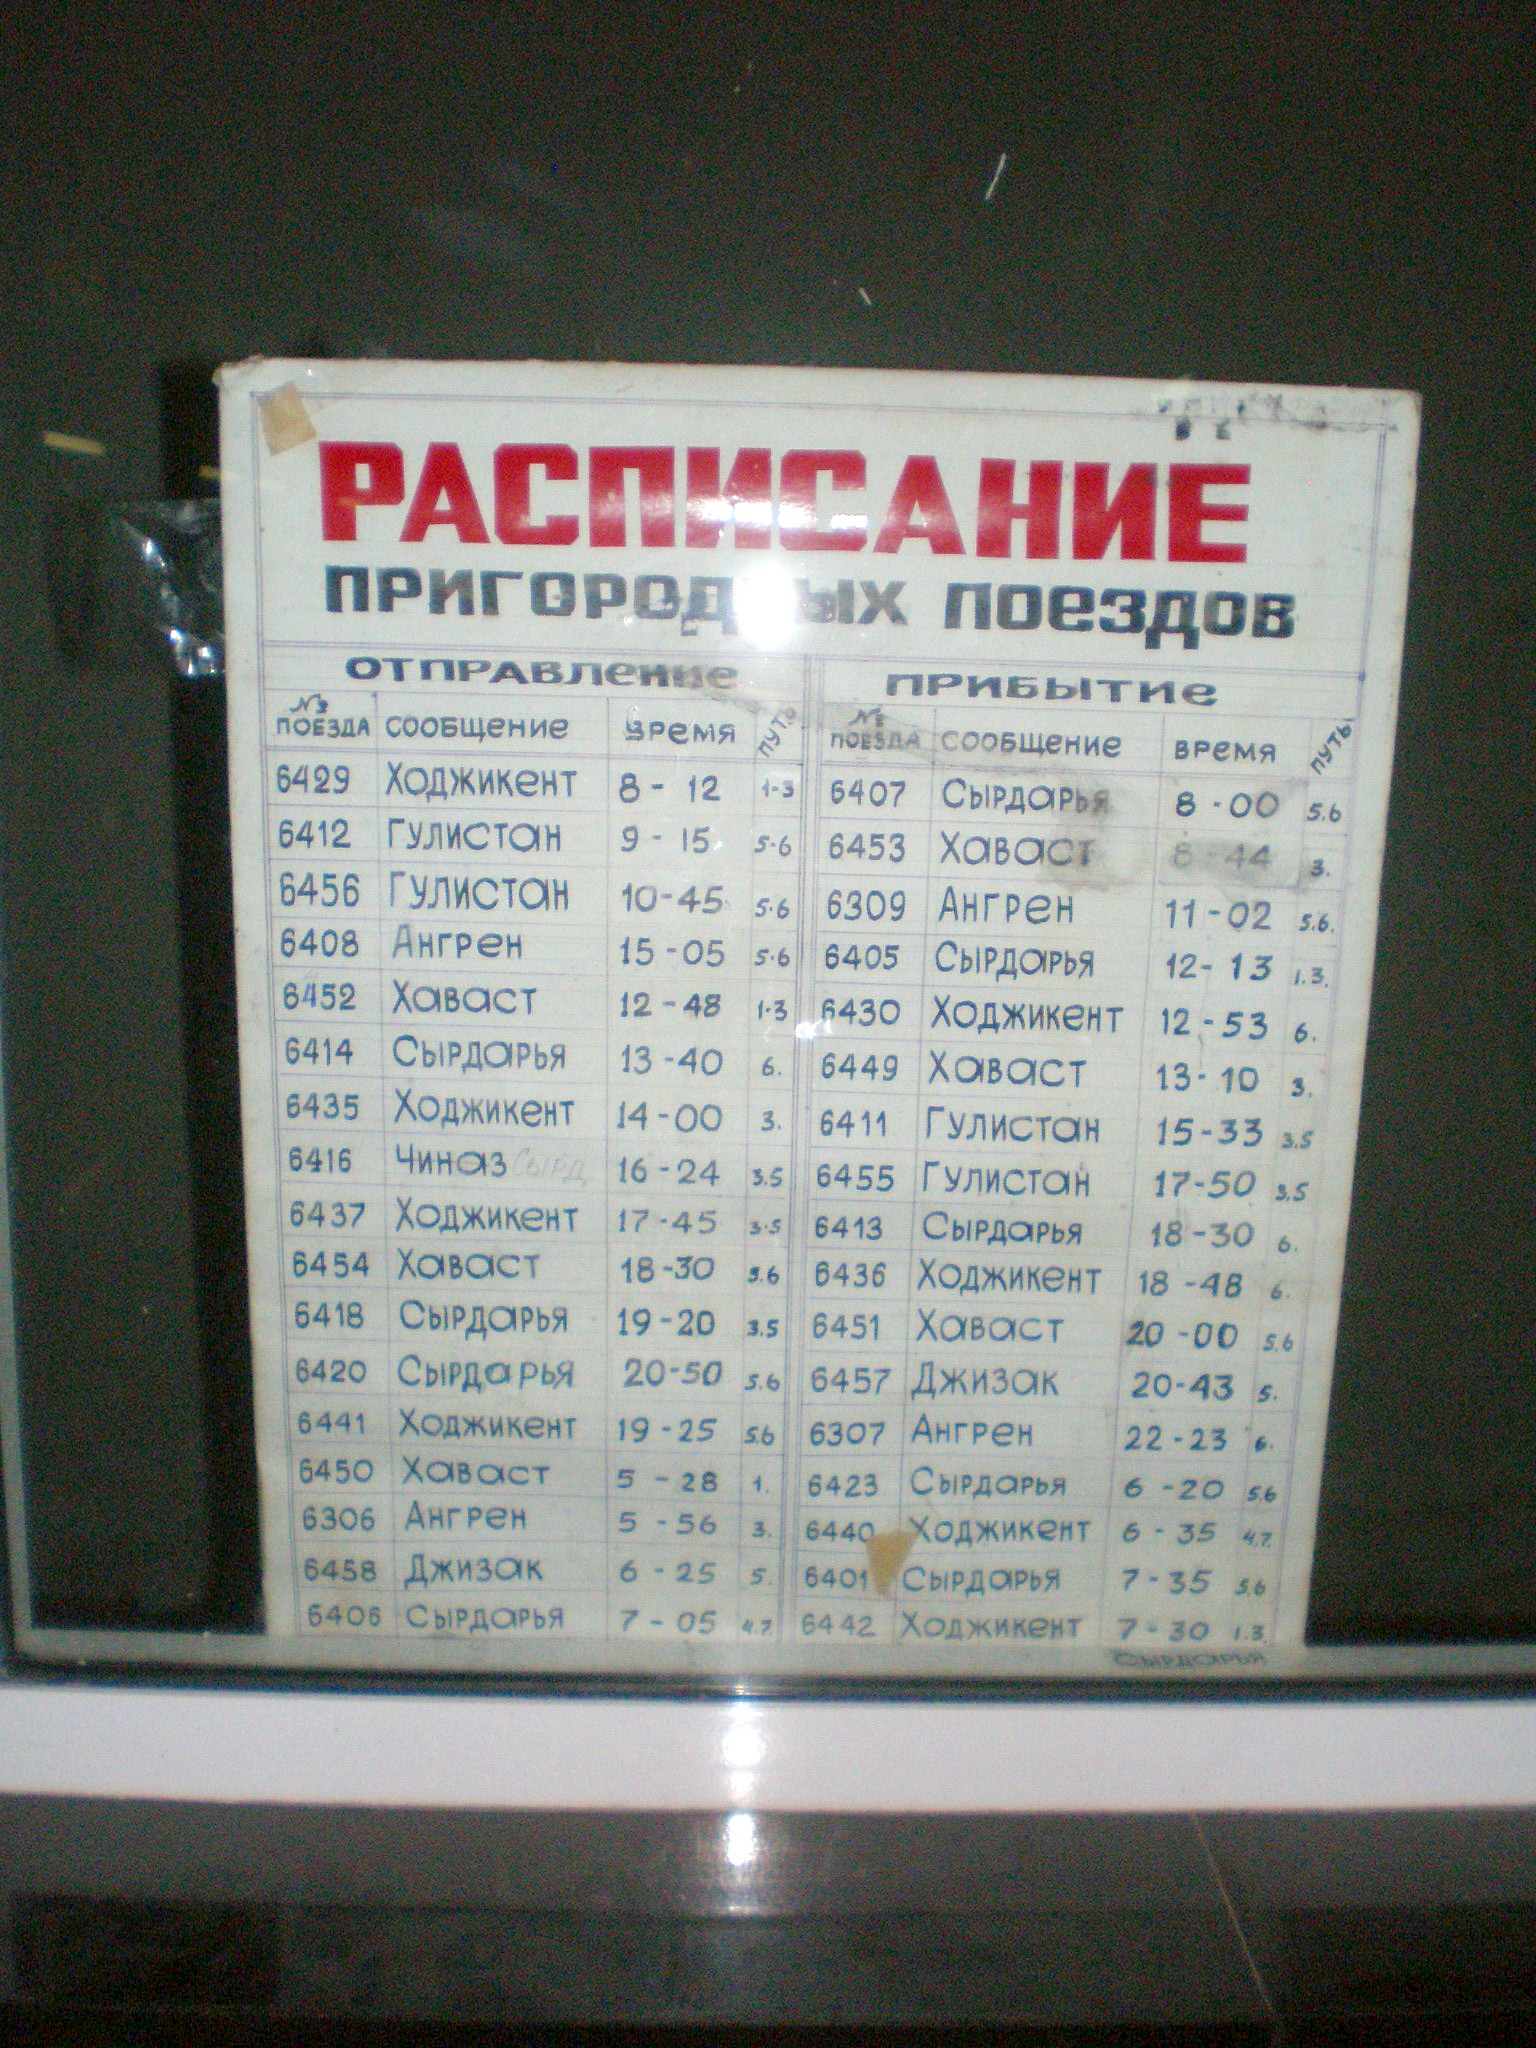 РАСПИСАНИЕ
ПРИГОРОДНЫХ ПОЕЗДОВ
ОТПРАВЛЕНИЕ ПРИБЫТИЕ
№ ПОЕЗДА СООБЩЕНИЕ ВРЕМЯ ПУТЬ № ПОЕЗДА СООБЩЕНИЕ ВРЕМЯ ПУТЬ
6429 Ходжикент 8-12 1-3 6407 Сырдарья 8-00 5.6
6412 Гулистан 9-15 5.6 6453 Хаваст 8-44 3.
6456 Гулистан 10-45 5.6 6309 Ангрен 11-02 5.6.
6408 Ангрен 15-05 5.6 6405 Сырдарья 12-13 1.3.
6452 Хаваст 12-48 1.3 6430 Ходжикент 12-53 6.
6414 Сырдарья 13-40 6. 6449 Хаваст 13-10 3.
6435 Ходжикент 14-00 3. 6411 Гулистан 15-33 3.5
6416 Чиназ Сырд 16-24 3.5 6455 Гулистан 17-50 3.5
6437 Ходжикент 17-45 3.5 6413 Сырдарья 18-30 6.
6454 Хаваст 18-30 5.6 6436 Ходжикент 18-48 6.
6418 Сырдарья 19-20 3.5 6451 Хаваст 20-00 5.6
6420 Сырдарья 20-50 5.6 6457 Джизак 20-43 5.
6441 Ходжикент 19-25 5.6 6307 Ангрен 22-23 6.
6450 Хаваст 5-28 1. 6423 Сырдарья 6-20 5.6
6306 Ангрен 5-56 3. 6440 Ходжикент 6-35 4.7.
6458 Джизак 6-25 5. 6401 Сырдарья 7-35 5.6
6406 Сырдарья 7-05 4.7. 6442 Ходжикент 7-30 1.3.
Сырдарья